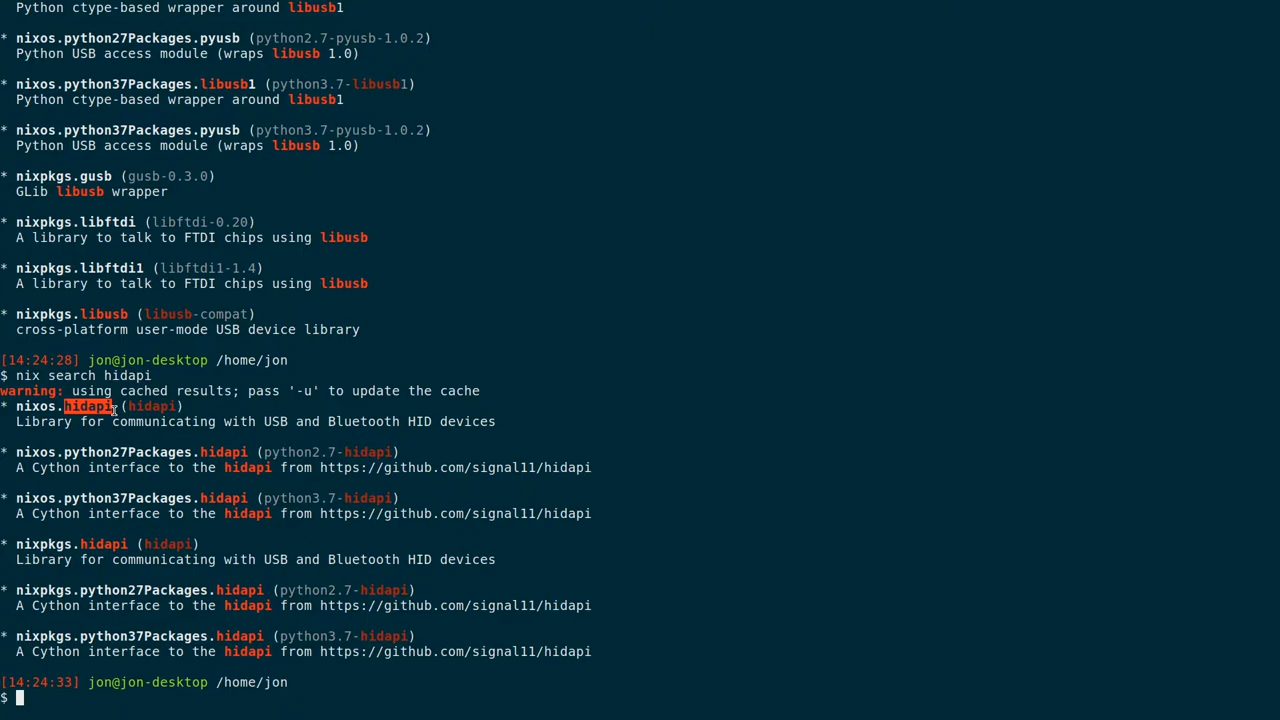 Python ctype-based wrapper around libusb1
* nixos.python27Packages.pyusb (python2.7-pyusb-1.0.2)
Python USB access module (wraps libusb 1.0)
* nixos.python37Packages.libusb1 (python3.7-libusb1)
Python ctype-based wrapper around libusb1
* nixos.python37Packages.pyusb (python3.7-pyusb-1.0.2)
Python USB access module (wraps libusb 1.0)
* nixpkgs.gusb (gusb-0.3.0)
GLib libusb wrapper
* nixpkgs.libftdi (libftdi-0.20)
A library to talk to FTDI chips using libusb
* nixpkgs.libftdi1 (libftdi1-1.4)
A library to talk to FTDI chips using libusb
* nixpkgs.libusb (libusb-compat)
cross-platform user-mode USB device library
[14:24:28] jon@jon-desktop /home/jon
$ nix search hidapi
warning: using cached results; pass '-u' to update the cache
* nixos.hidapi (hidapi)
Library for communicating with USB and Bluetooth HID devices
* nixos.python27Packages.hidapi (python2.7-hidapi)
A Cython interface to the hidapi from https://github.com/signal11/hidapi
* nixos.python37Packages.hidapi (python3.7-hidapi)
A Cython interface to the hidapi from https://github.com/signal11/hidapi
* nixpkgs.hidapi (hidapi)
Library for communicating with USB and Bluetooth HID devices
* nixpkgs.python27Packages.hidapi (python2.7-hidapi)
A Cython interface to the hidapi from https://github.com/signal11/hidapi
* nixpkgs.python37Packages.hidapi (python3.7-hidapi)
A Cython interface to the hidapi from https://github.com/signal11/hidapi
[14:24:33] jon@jon-desktop /home/jon
$